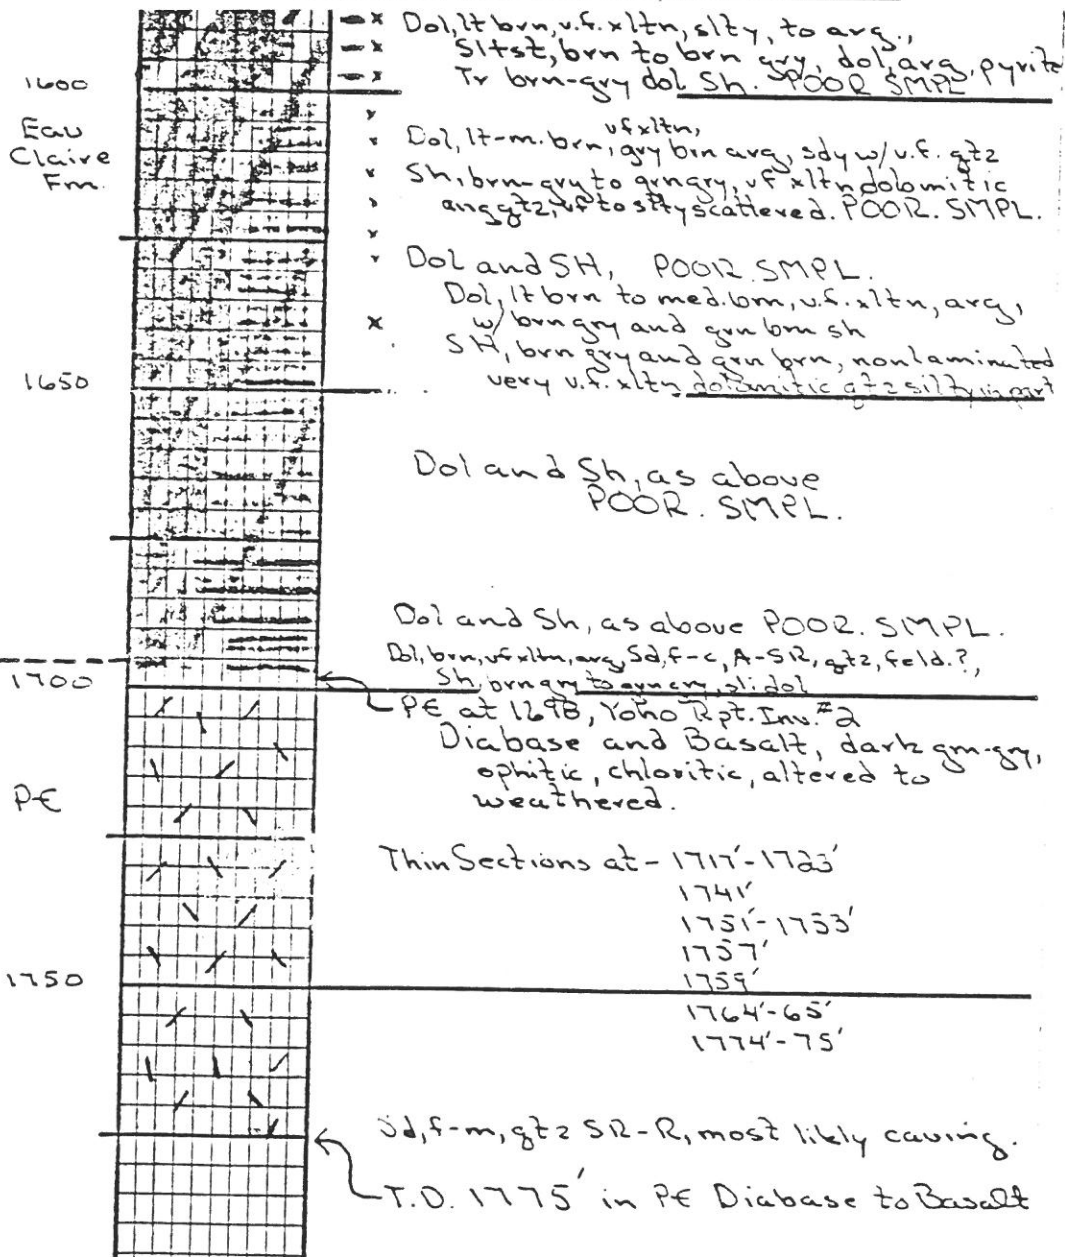 Dol, lt brn, v.f. xltn, slty, to arg.,
Sltst, brn to brn gry, dol, arg, pyrite
Tr brn-gry dol Sh. POOR SMPL
1600
Eau
Claire
Fm.
vf xltn,
Dol, lt-m. brn, gry brn arg, sdy w/ v.f. qtz
Sh, brn-gry to grn gry, vf xltn dolomitic
ang qtz, vf to slty scattered. POOR. SMPL.
Dol and SH, POOR. SMPL.
Dol, lt brn to med. brn, v.f. xltn, arg,
w/ brn gry and grn brn sh
SH, brn gry and grn brn, nonlaminated
very v.f. xltn dolomitic qtz silty in part
1650
Dol and Sh, as above
POOR. SMPL.
Dol and Sh, as above POOR. SMPL.
Dol, brn, vf xltn, arg, Sd, f-c, A-SR, qtz, feld.?,
Sh, brn gry to grn gry, sli dol
1700
P€ at 1698, Yoho Rpt. Inv. #2
Diabase and Basalt, dark grn-gry,
ophitic, chloritic, altered to
weathered.
P€
Thin Sections at - 1717'-1723'
1741'
1751'-1753'
1757'
1759'
1750
1764'-65'
1774'-75'
Sd, f-m, qtz SR-R, most likely caving.
T.D. 1775' in P€ Diabase to Basalt